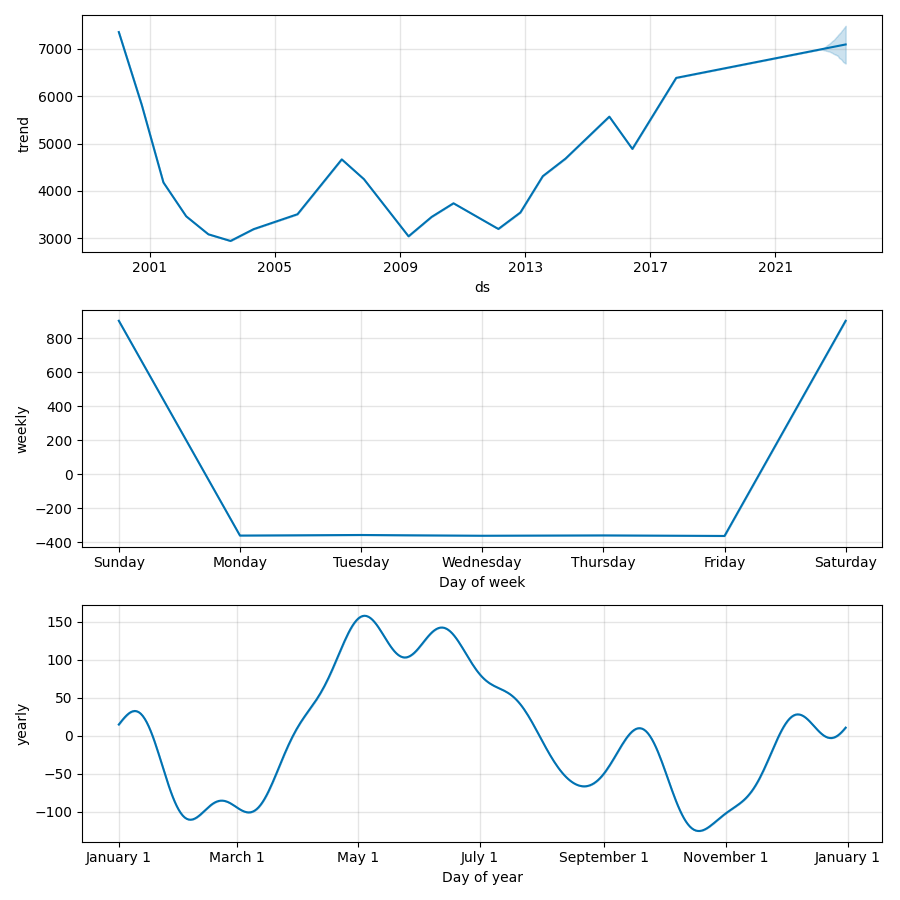 7000
6000
5000
4000
3000
trend
2001 2005 2009 2013 2017 2021
ds
800
600
400
200
0
−200
−400
weekly
Sunday Monday Tuesday Wednesday Thursday Friday Saturday
Day of week
150
100
50
0
−50
−100
yearly
January 1 March 1 May 1 July 1 September 1 November 1 January 1
Day of year